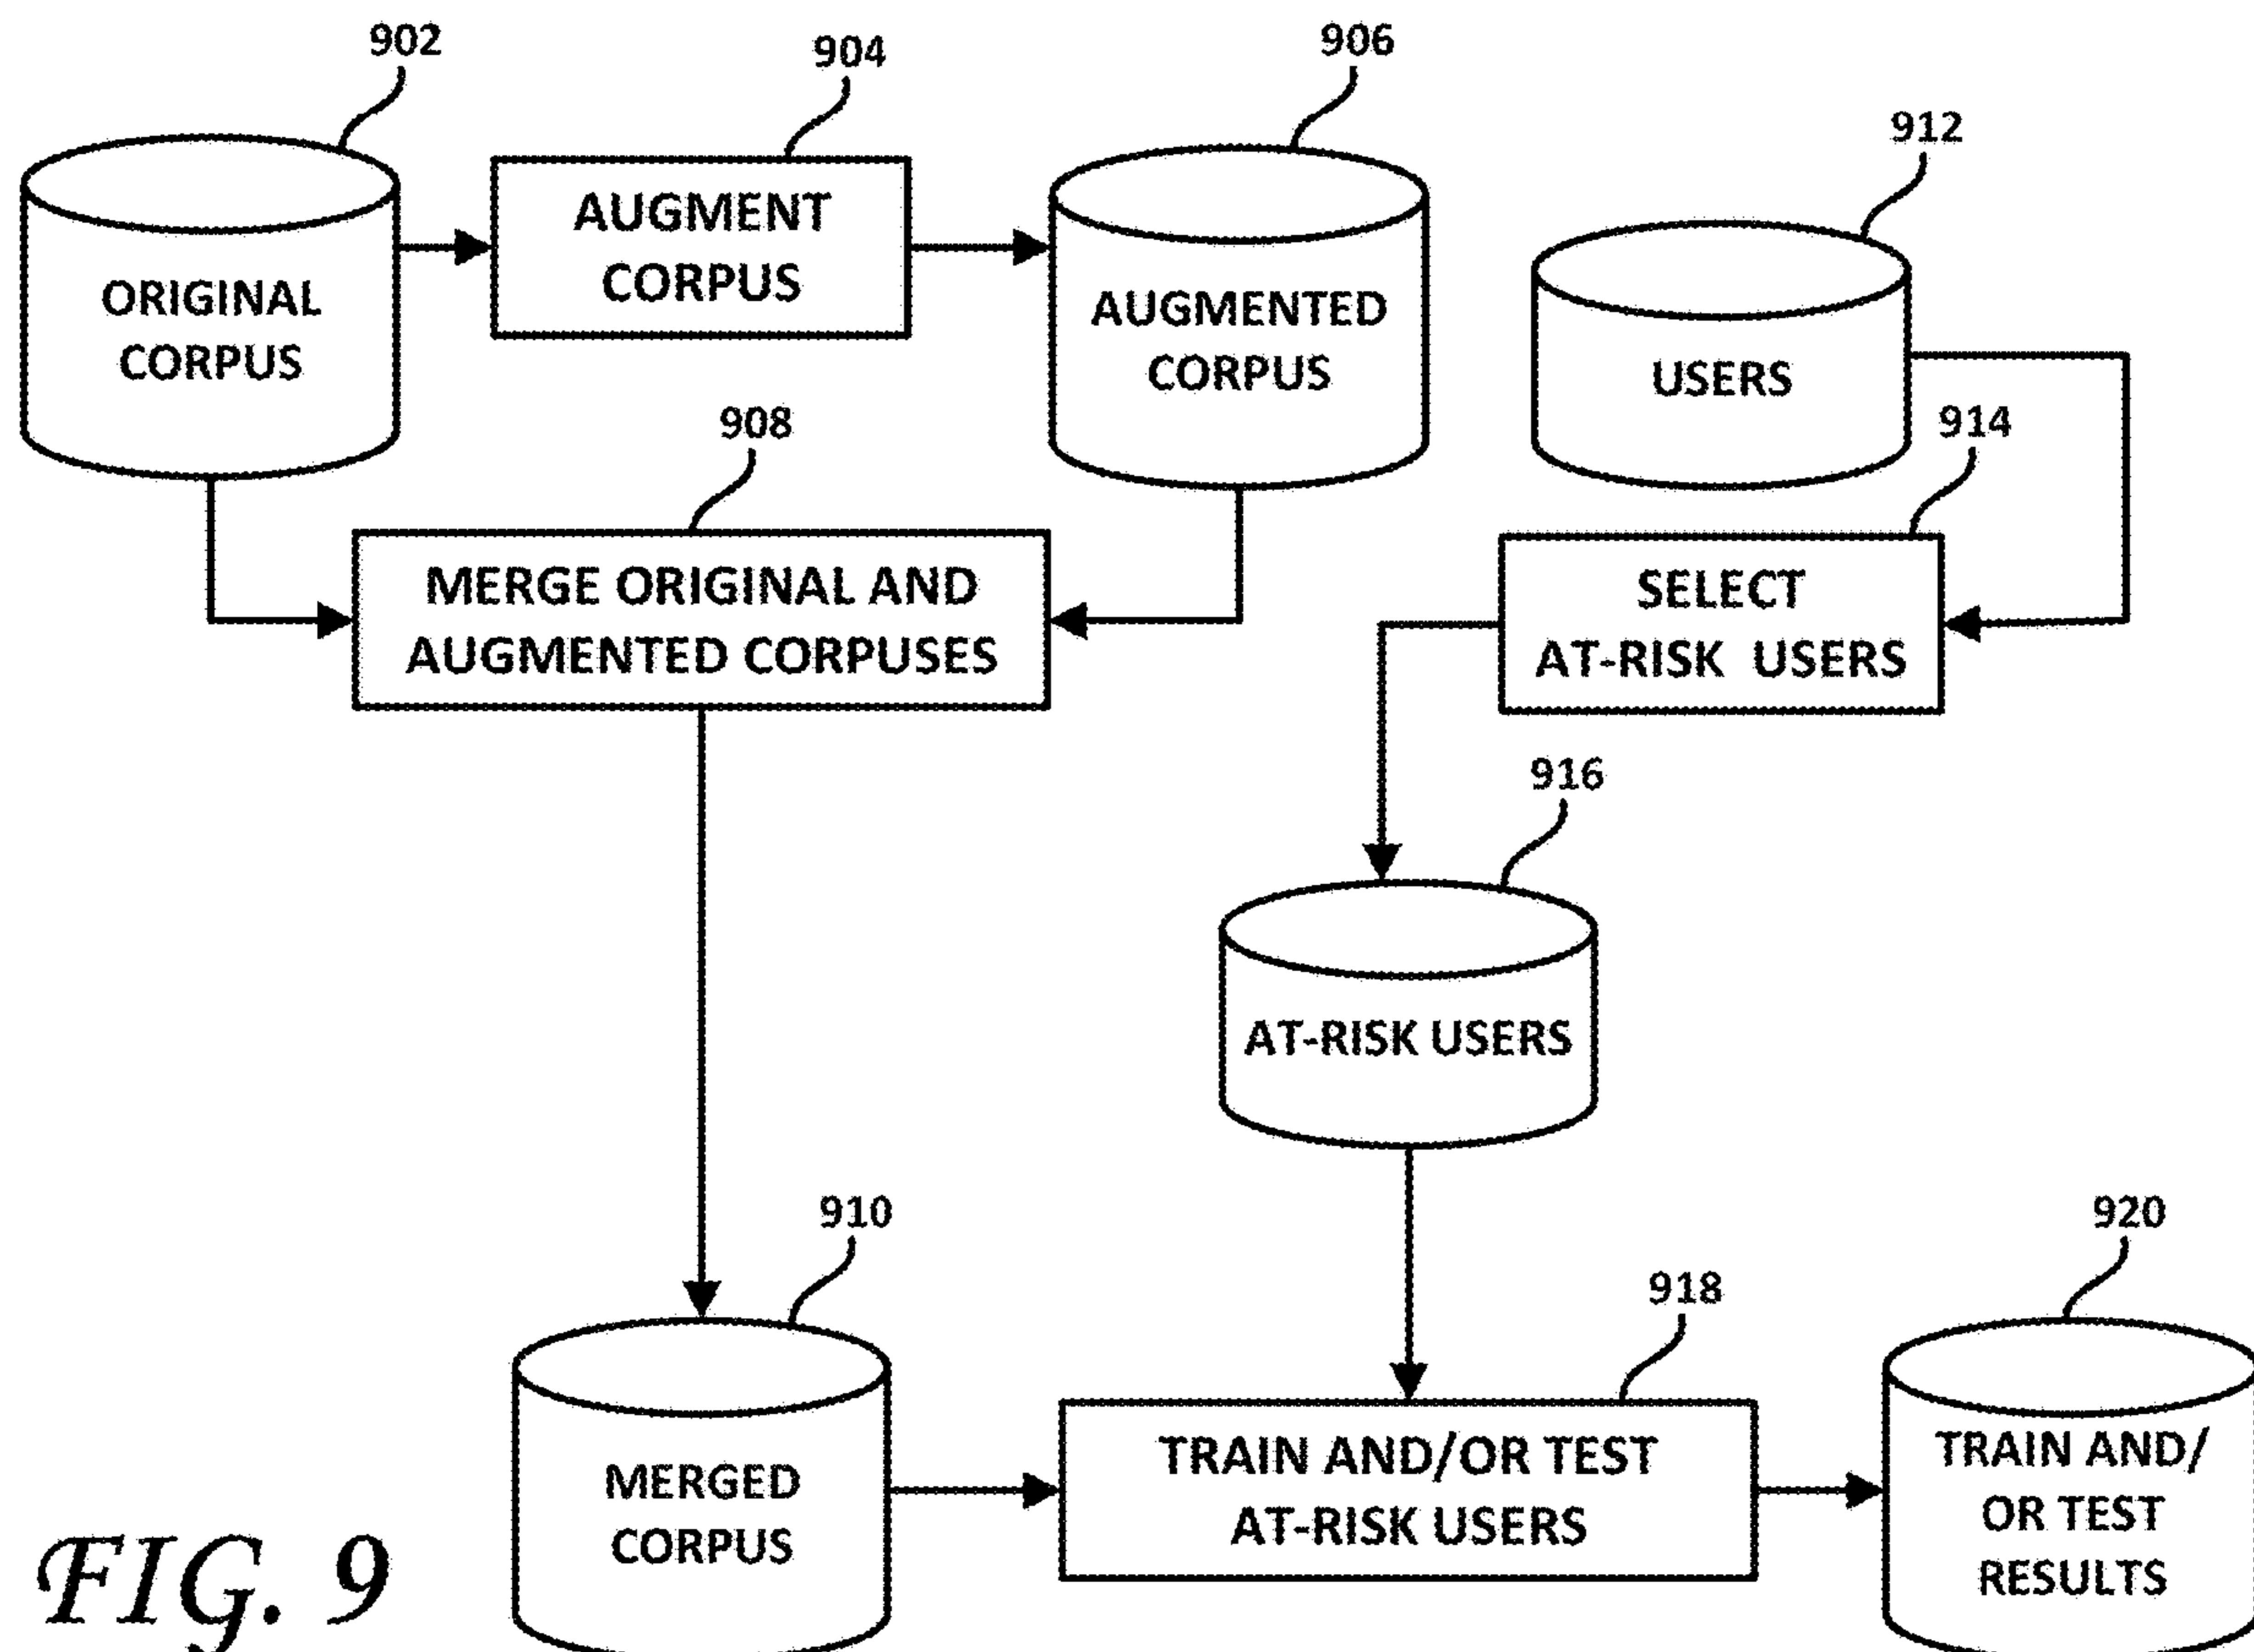 902
904
906
912
ORIGINAL
CORPUS
AUGMENT
CORPUS
AUGMENTED
CORPUS
USERS
908
914
MERGE ORIGINAL AND
AUGMENTED CORPUSES
SELECT
AT-RISK USERS
916
AT-RISK USERS
910
918
920
MERGED
CORPUS
TRAIN AND/OR TEST
AT-RISK USERS
TRAIN AND/
OR TEST
RESULTS
FIG. 9